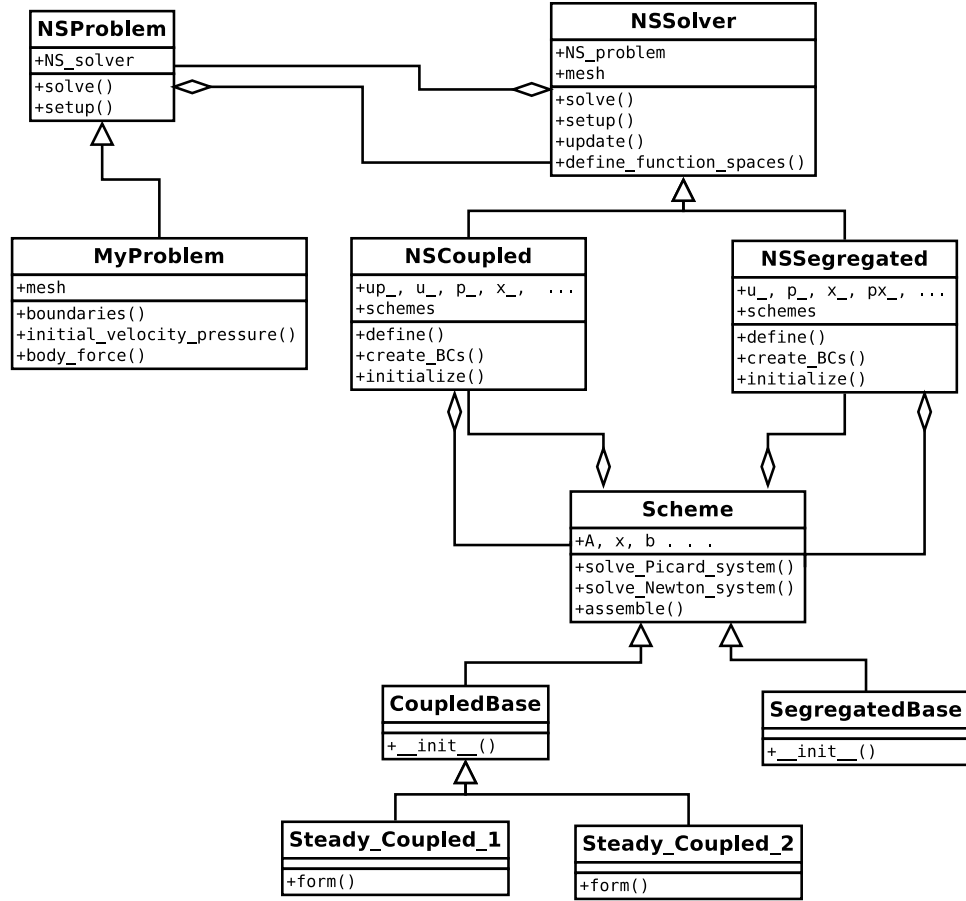 NSProblem
+NS_solver
+solve()
+setup()
NSSolver
+NS_problem
+mesh
+solve()
+setup()
+update()
+define_function_spaces()
MyProblem
+mesh
+boundaries()
+initial_velocity_pressure()
+body_force()
NSCoupled
+up_, u_, p_, x_, ...
+schemes
+define()
+create_BCs()
+initialize()
NSSegregated
+u_, p_, x_, px_, ...
+schemes
+define()
+create_BCs()
+initialize()
Scheme
+A, x, b . . .
+solve_Picard_system()
+solve_Newton_system()
+assemble()
CoupledBase
+__init__()
SegregatedBase
+__init__()
Steady_Coupled_1
+form()
Steady_Coupled_2
+form()